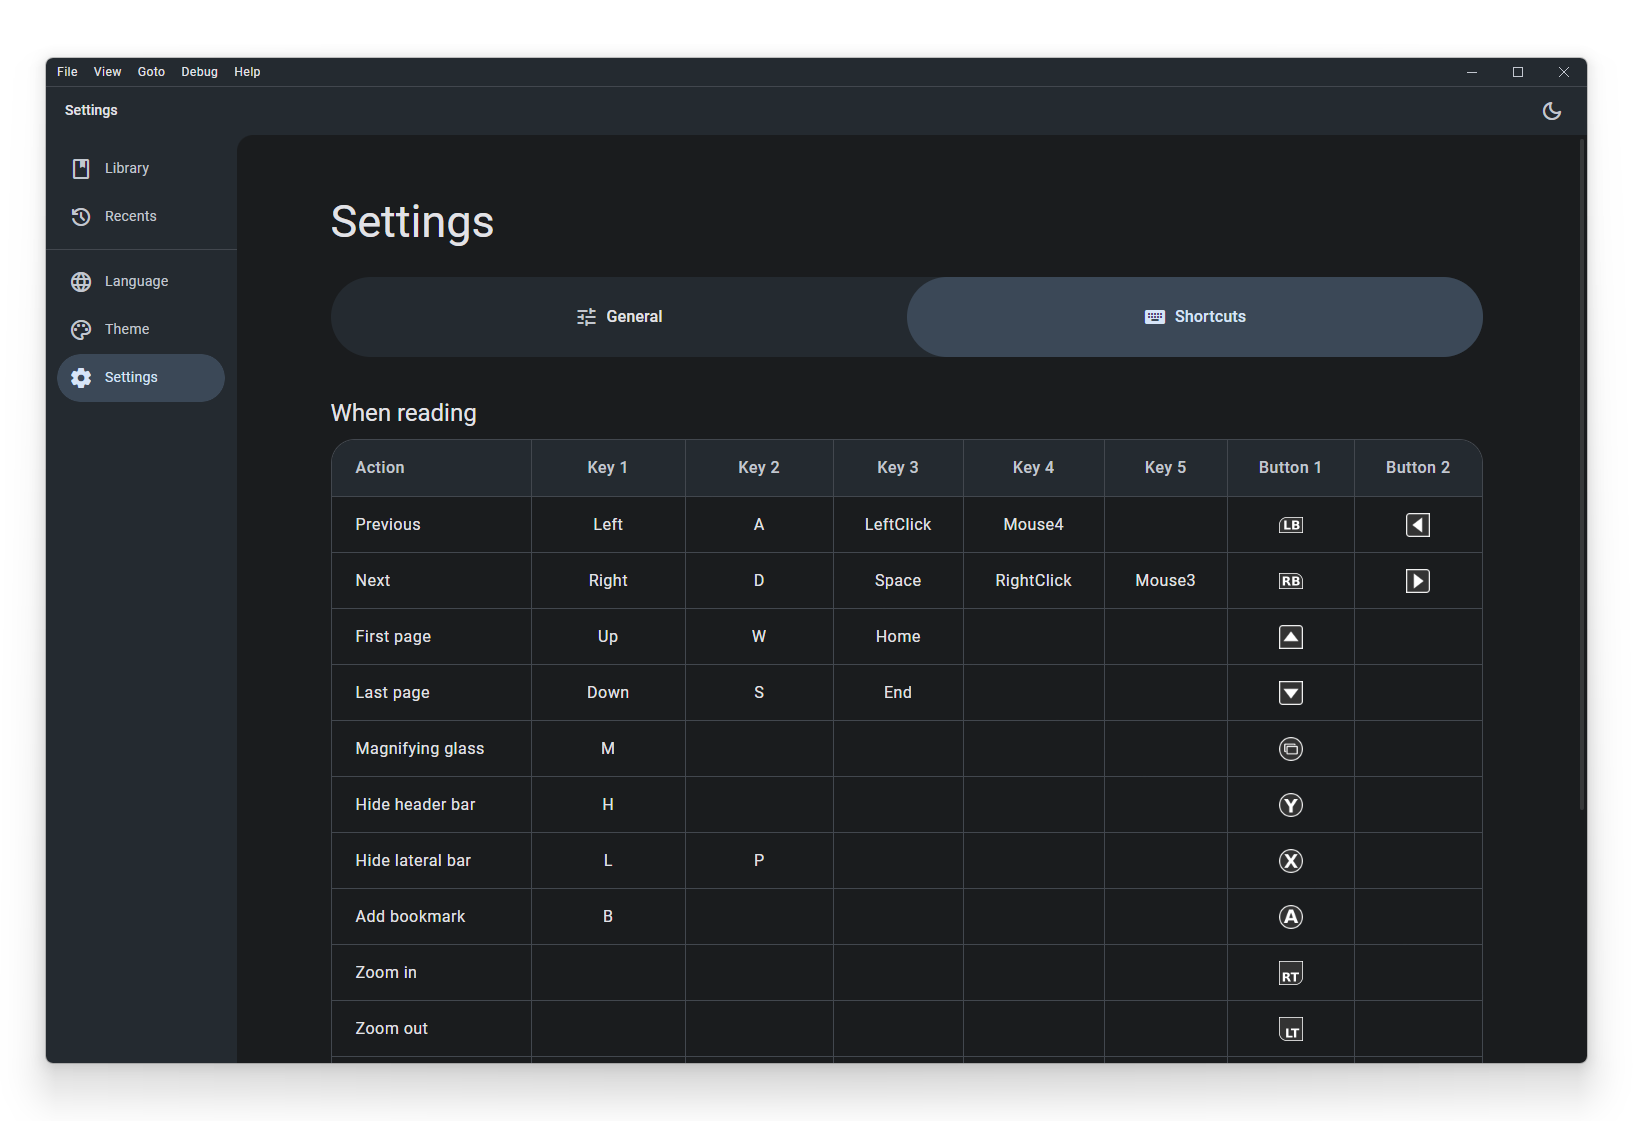 File View Goto Debug Help
Settings
Library
Recents
Language
Theme
Settings
Settings
General Shortcuts
When reading
Action Key 1 Key 2 Key 3 Key 4 Key 5 Button 1 Button 2
Previous Left A LeftClick Mouse4 LB
Next Right D Space RightClick Mouse3 RB
First page Up W Home
Last page Down S End
Magnifying glass M
Hide header bar H Y
Hide lateral bar L P X
Add bookmark B A
Zoom in RT
Zoom out LT